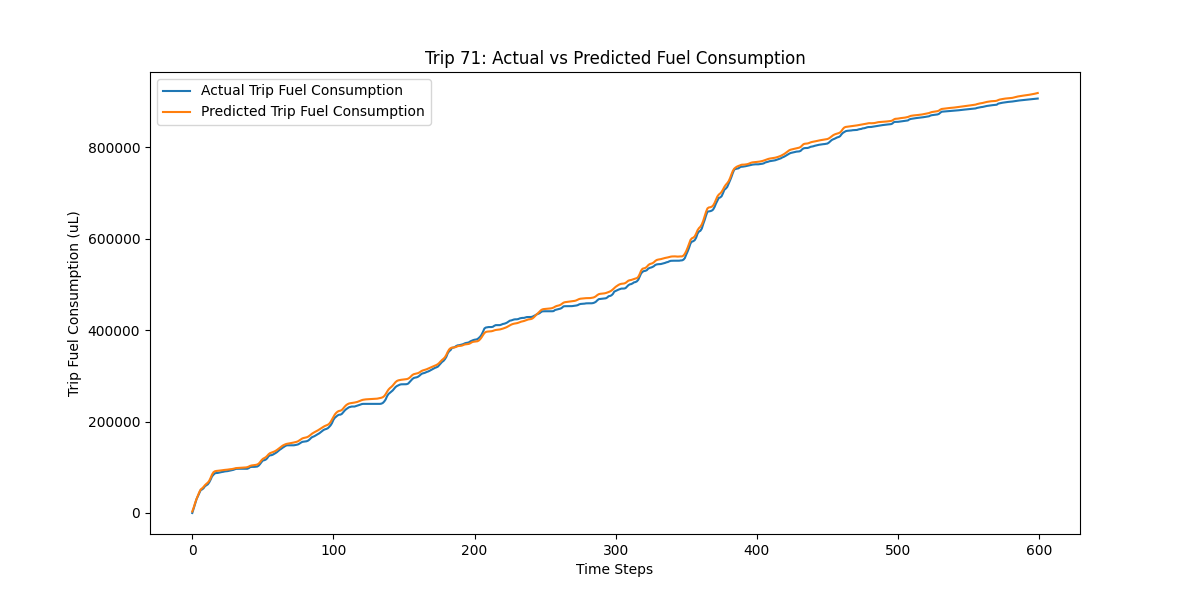 Trip 71: Actual vs Predicted Fuel Consumption
Actual Trip Fuel Consumption
Predicted Trip Fuel Consumption
Trip Fuel Consumption (uL)
800000
600000
400000
200000
0
0 100 200 300 400 500 600
Time Steps